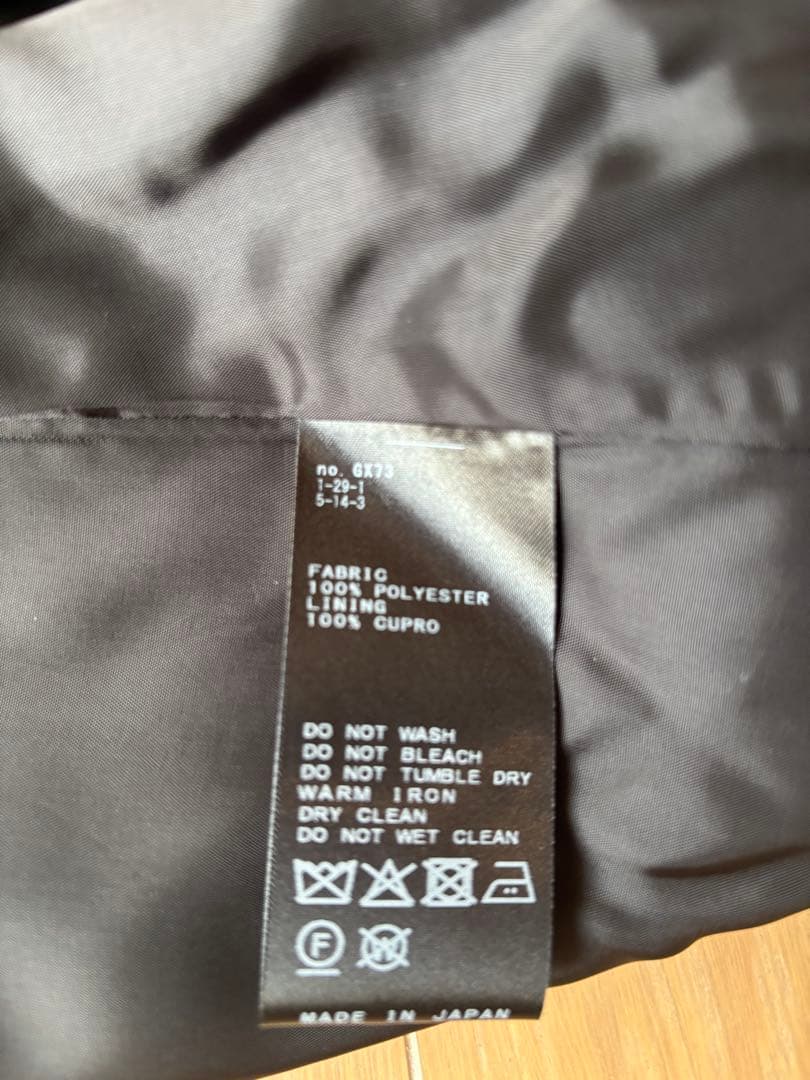 no. GX73
1-29-1
5-14-3
FABRIC
100% POLYESTER
LINING
100% CUPRO
DO NOT WASH
DO NOT BLEACH
DO NOT TUMBLE DRY
WARM IRON
DRY CLEAN
DO NOT WET CLEAN
F W
MADE IN JAPAN